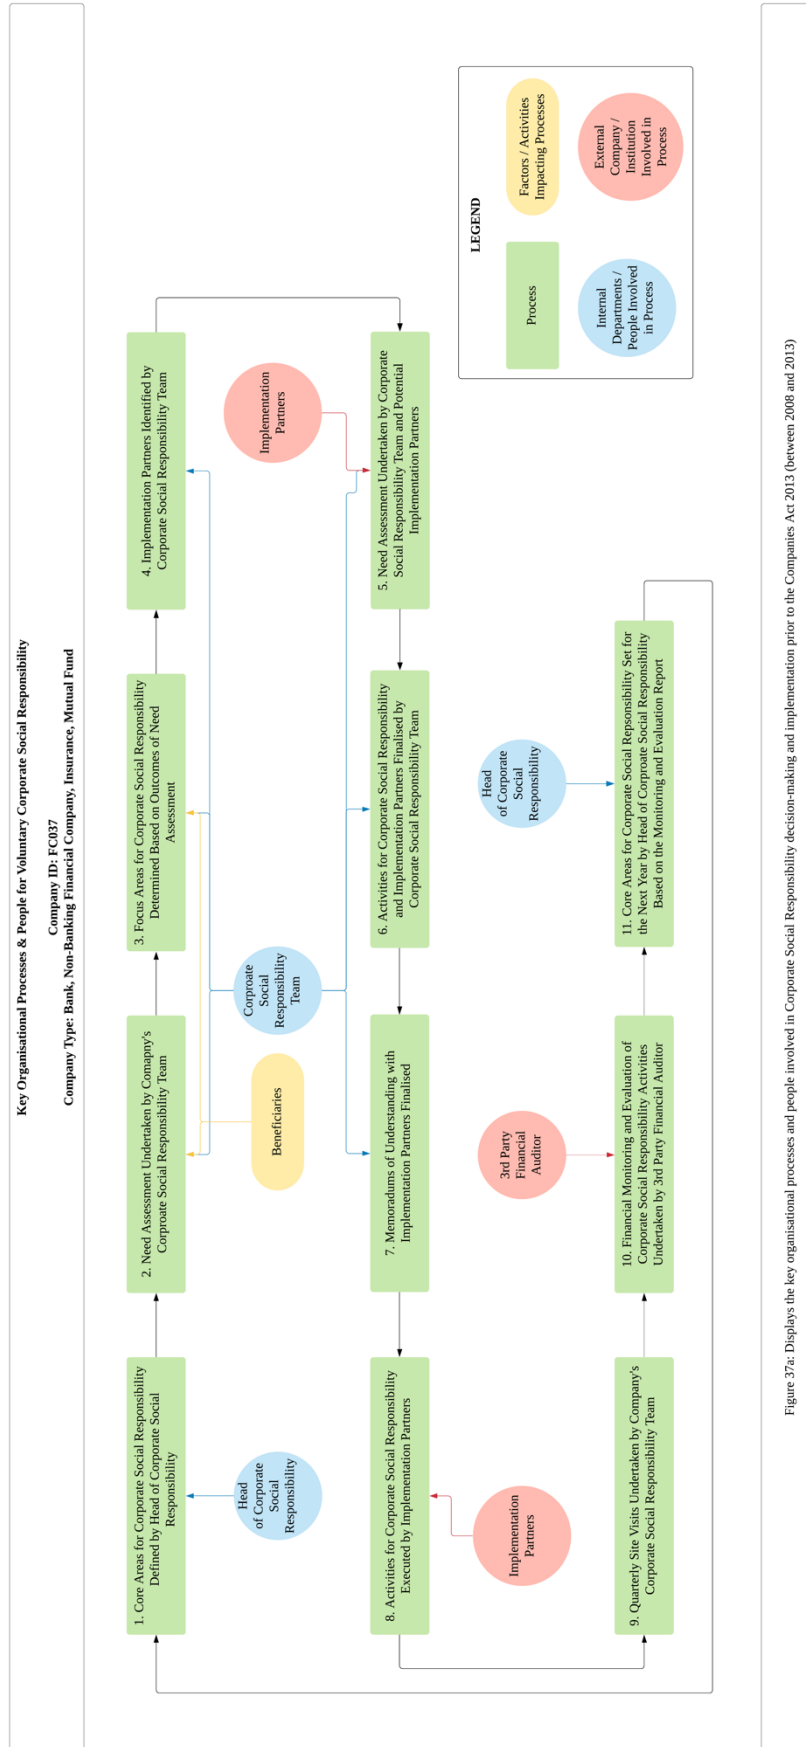 Key Organisational Processes & People for Voluntary Corporate Social Responsibility
Company ID: FC037
Company Type: Bank, Non-Banking Financial Company, Insurance, Mutual Fund
1. Core Areas for Corporate Social Responsibility
Defined by Head of Corporate Social
Responsibility
2. Need Assessment Undertaken by Comapny's
Corproate Social Responsibility Team
3. Focus Areas for Corporate Social Responsibility
Determined Based on Outcomes of Need
Assessment
4. Implementation Partners Identified by
Corporate Social Responsibility Team
Head
of Corporate
Social
Responsibility
Beneficiaries
Corproate
Social
Responsibility
Team
Implementation
Partners
8. Activities for Corporate Social Responsibility
Executed by Implementation Partners
7. Memoradums of Understanding with
Implementation Partners Finalised
6. Activities for Corporate Social Responsibility
and Implementation Partners Finalised by
Corporate Social Responsibility Team
5. Need Assessment Undertaken by Corporate
Social Responsibility Team and Potential
Implementation Partners
Implementation
Partners
3rd Party
Financial
Auditor
Head
of Corporate
Social
Responsibility
9. Quarterly Site Visits Undertaken by Company's
Corporate Social Responsibility Team
10. Financial Monitoring and Evaluation of
Corporate Social Responsibility Activities
Undertaken by 3rd Party Financial Auditor
11. Core Areas for Corporate Social Repsonsibility Set for
the Next Year by Head of Corproate Social Responsibility
Based on the Monitoring and Evaluation Report
LEGEND
Process
Factors / Activities
Impacting Processes
Internal
Departments /
People Involved
in Process
External
Company /
Institution
Involved in
Process
Figure 37a: Displays the key organisational processes and people involved in Corporate Social Responsibility decision-making and implementation prior to the Companies Act 2013 (between 2008 and 2013)